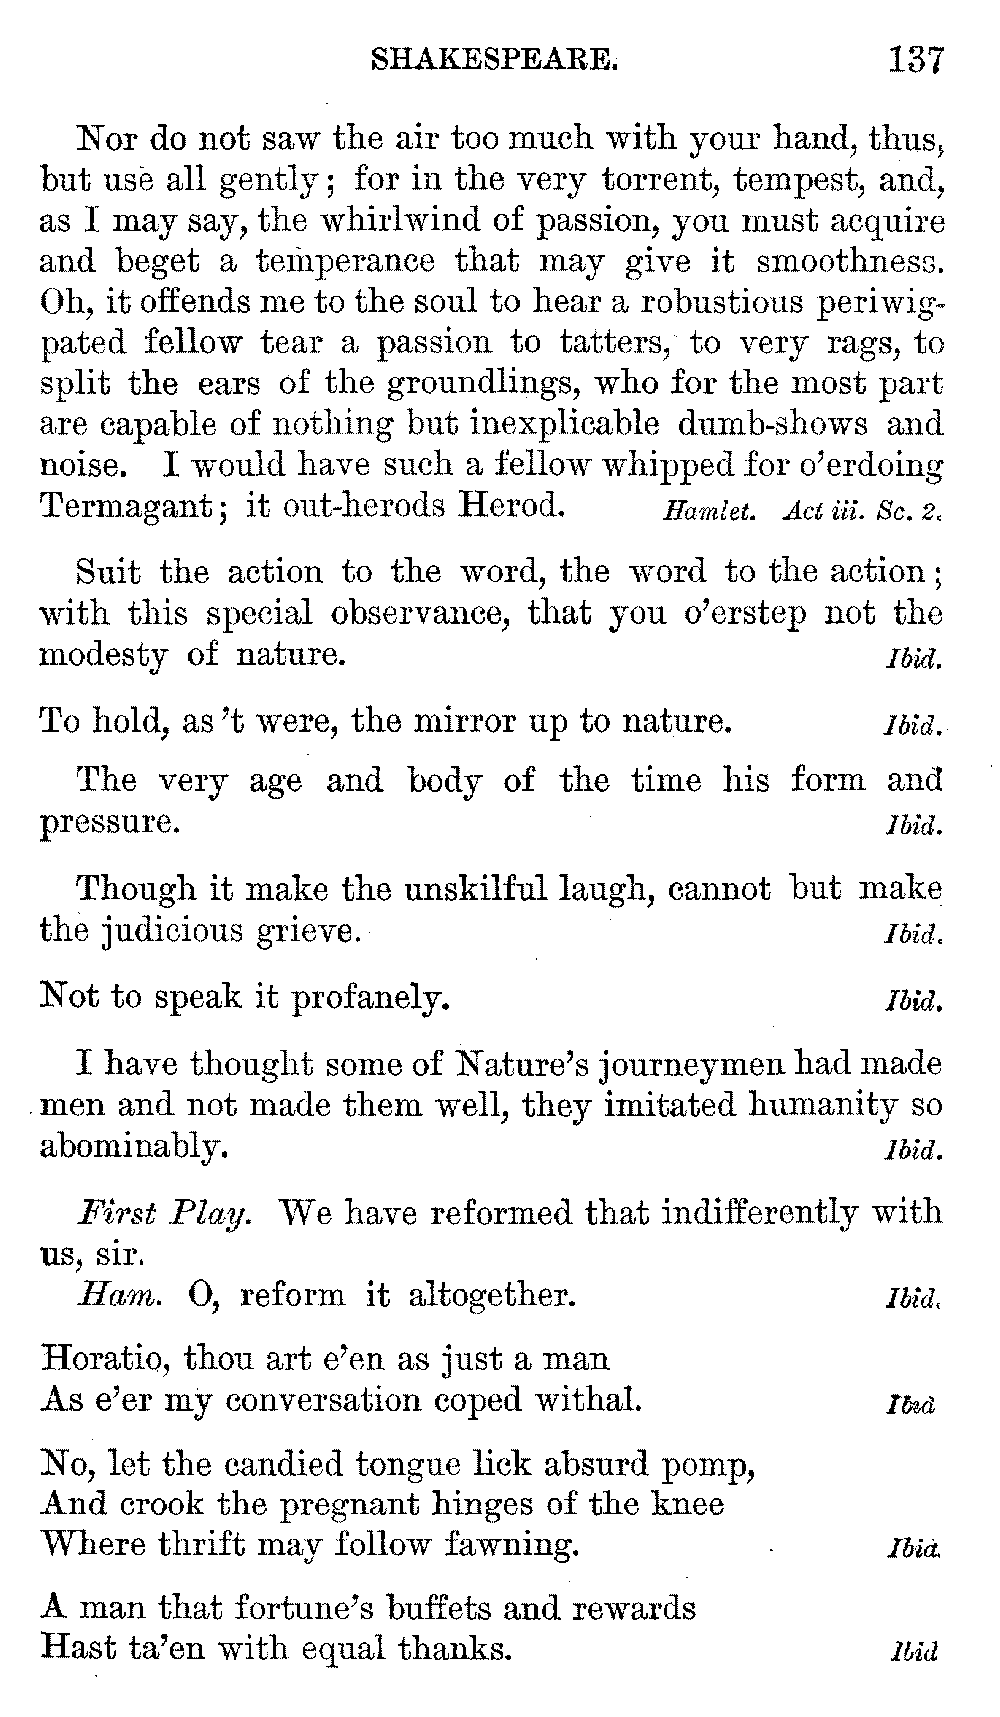 SHAKESPEARE. 137
Nor do not saw the air too much with your hand, thus,
but use all gently; for in the very torrent, tempest, and,
as I may say, the whirlwind of passion, you must acquire
and beget a temperance that may give it smoothness.
Oh, it offends me to the soul to hear a robustious periwig-
pated fellow tear a passion to tatters, to very rags, to
split the ears of the groundlings, who for the most part
are capable of nothing but inexplicable dumb-shows and
noise. I would have such a fellow whipped for o'erdoing
Termagant; it out-herods Herod. Hamlet. Act iii. Sc. 2.
Suit the action to the word, the word to the action;
with this special observance, that you o'erstep not the
modesty of nature. Ibid.
To hold, as 't were, the mirror up to nature. Ibid.
The very age and body of the time his form and
pressure. Ibid.
Though it make the unskilful laugh, cannot but make
the judicious grieve. Ibid.
Not to speak it profanely. Ibid.
I have thought some of Nature's journeymen had made
men and not made them well, they imitated humanity so
abominably. Ibid.
First Play. We have reformed that indifferently with
us, sir.
Ham. O, reform it altogether. Ibid.
Horatio, thou art e'en as just a man
As e'er my conversation coped withal. Ibid
No, let the candied tongue lick absurd pomp,
And crook the pregnant hinges of the knee
Where thrift may follow fawning. Ibid.
A man that fortune's buffets and rewards
Hast ta'en with equal thanks. Ibid